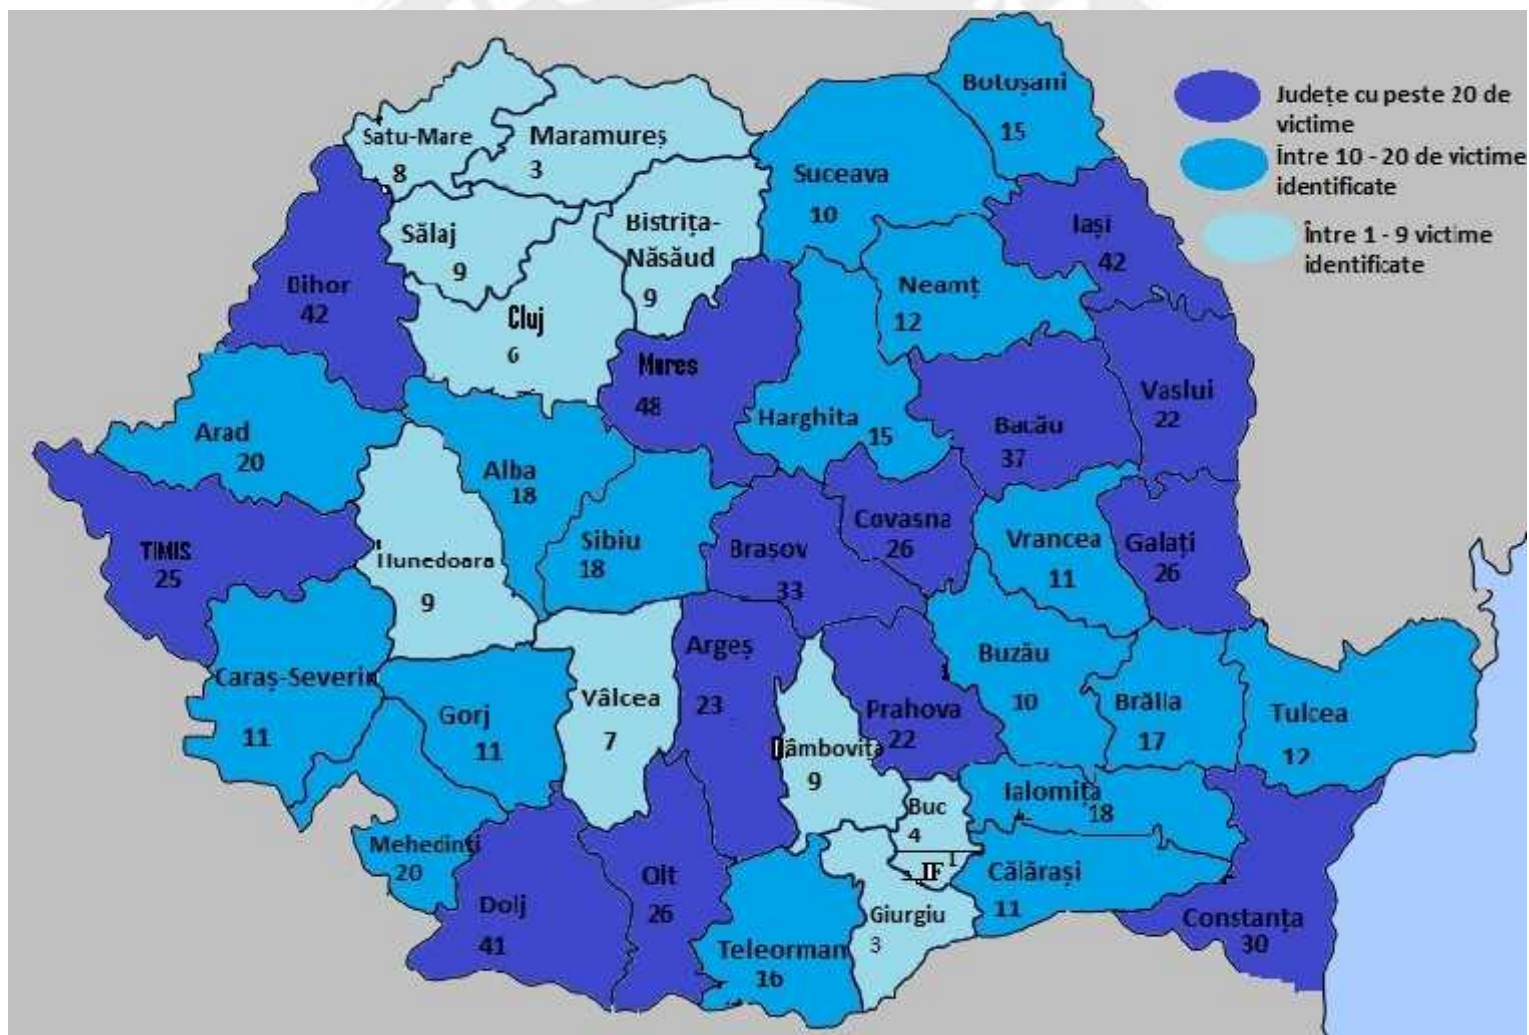 Botoșani
15
Județe cu peste 20 de
victime
Între 10 - 20 de victime
identificate
Între 1 - 9 victime
identificate
Satu-Mare
8
Maramureș
3
Suceava
10
Iași
42
Sălaj
9
Bistrița-
Năsăud
9
Neamț
12
Bihor
42
Cluj
6
Mureș
48
Harghita
15
Vaslui
22
Bacău
37
Arad
20
Alba
18
Covasna
26
Sibiu
18
Brașov
33
Vrancea
11
Galați
26
TIMIS
25
Hunedoara
9
Argeș
23
Buzău
10
Caraș-Severin
11
Gorj
11
Vâlcea
7
Prahova
22
Brăila
17
Tulcea
12
Dâmbovița
9
Ialomița
18
Buc
4
1
IF
Mehedinți
20
Olt
26
Călărași
11
Dolj
41
Giurgiu
3
Constanța
30
Teleorman
16